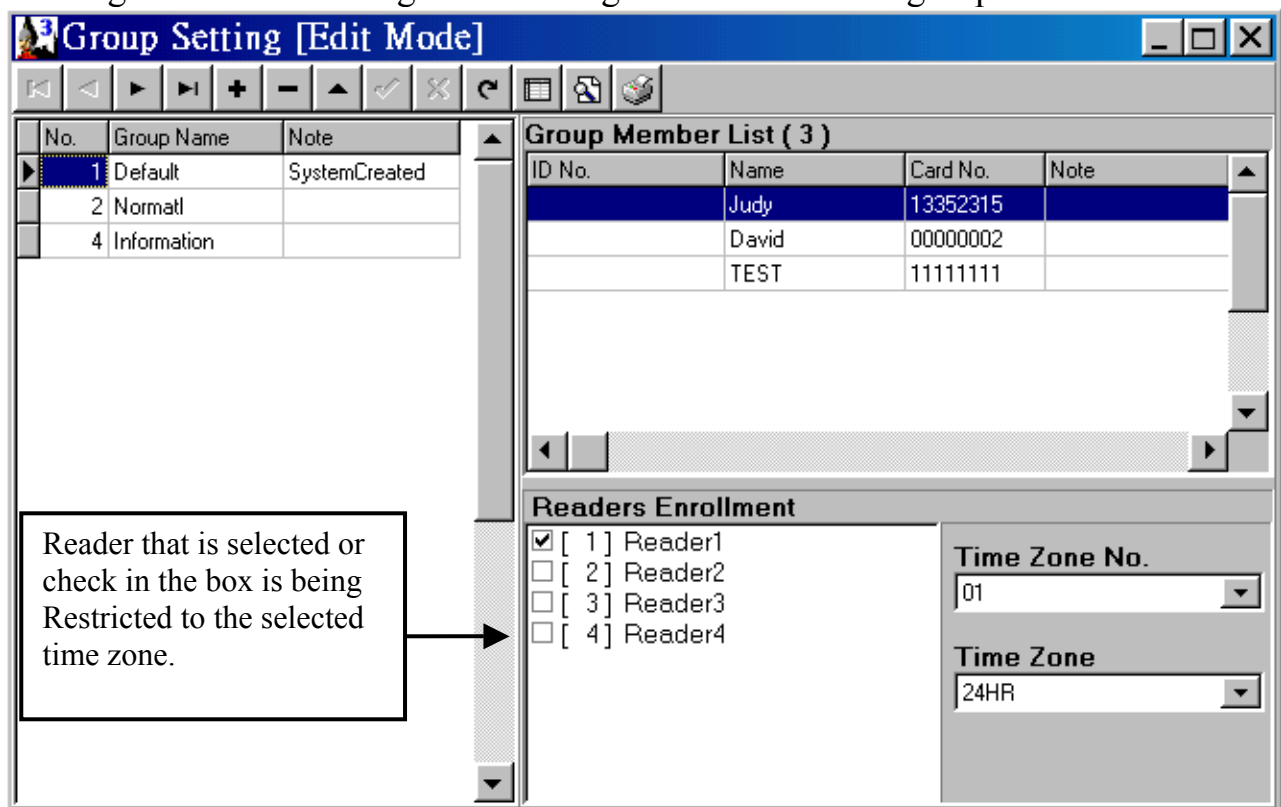 Group Setting [Edit Mode]
No. Group Name Note
1 Default SystemCreated
2 Normatl
4 Information
Group Member List ( 3 )
ID No. Name Card No. Note
Judy 13352315
David 00000002
TEST 11111111
Reader that is selected or
check in the box is being
Restricted to the selected
time zone.
Readers Enrollment
[ 1] Reader1
[ 2] Reader2
[ 3] Reader3
[ 4] Reader4
Time Zone No.
01
Time Zone
24HR